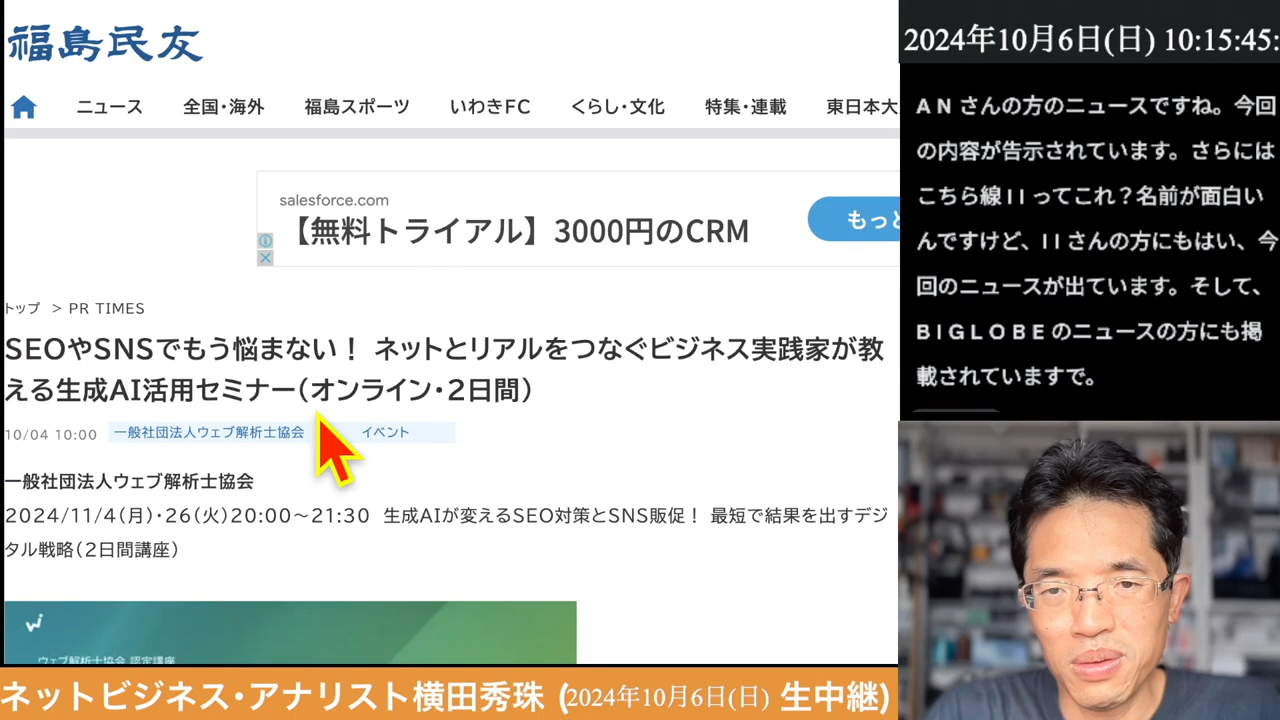 福島民友
ニュース 全国・海外 福島スポーツ いわきFC くらし・文化 特集・連載 東日本大
salesforce.com
【無料トライアル】3000円のCRM
もっと
トップ > PR TIMES
SEOやSNSでもう悩まない！ ネットとリアルをつなぐビジネス実践家が教
える生成AI活用セミナー（オンライン・2日間）
10/04 10:00 一般社団法人ウェブ解析士協会 イベント
一般社団法人ウェブ解析士協会
2024/11/4（月）・26（火）20:00～21:30 生成AIが変えるSEO対策とSNS販促！ 最短で結果を出すデジ
タル戦略（2日間講座）
ウェブ解析士協会 認定講座
2024年10月6日(日) 10:15:45:
ANさんの方のニュースですね。今回
の内容が告示されています。さらには
こちら線IIってこれ？名前が面白い
んですけど、IIさんの方にもはい、今
回のニュースが出ています。そして、
BIGLOBEのニュースの方にも掲
載されていますで。
ネットビジネス・アナリスト横田秀珠 (2024年10月6日(日) 生中継)